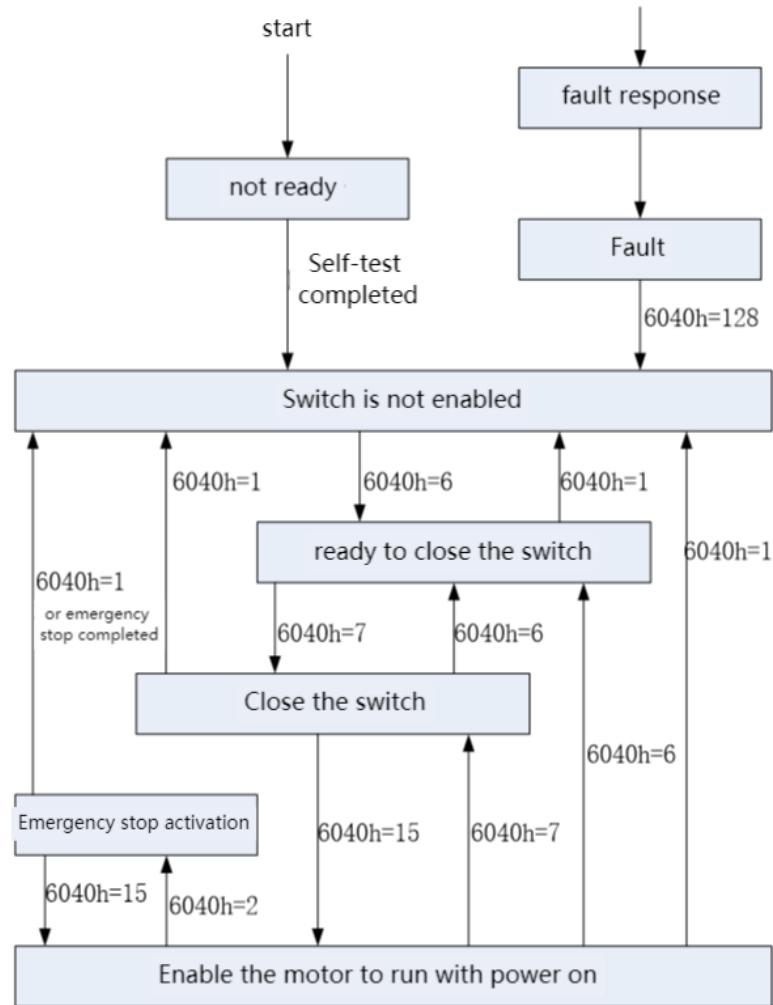 start
fault response
not ready
Fault
Self-test
completed
6040h=128
Switch is not enabled
6040h=1
6040h=6
6040h=1
ready to close the switch
6040h=1
6040h=1
or emergency
stop completed
6040h=7
6040h=6
Close the switch
6040h=6
Emergency stop activation
6040h=15
6040h=7
6040h=15
6040h=2
Enable the motor to run with power on